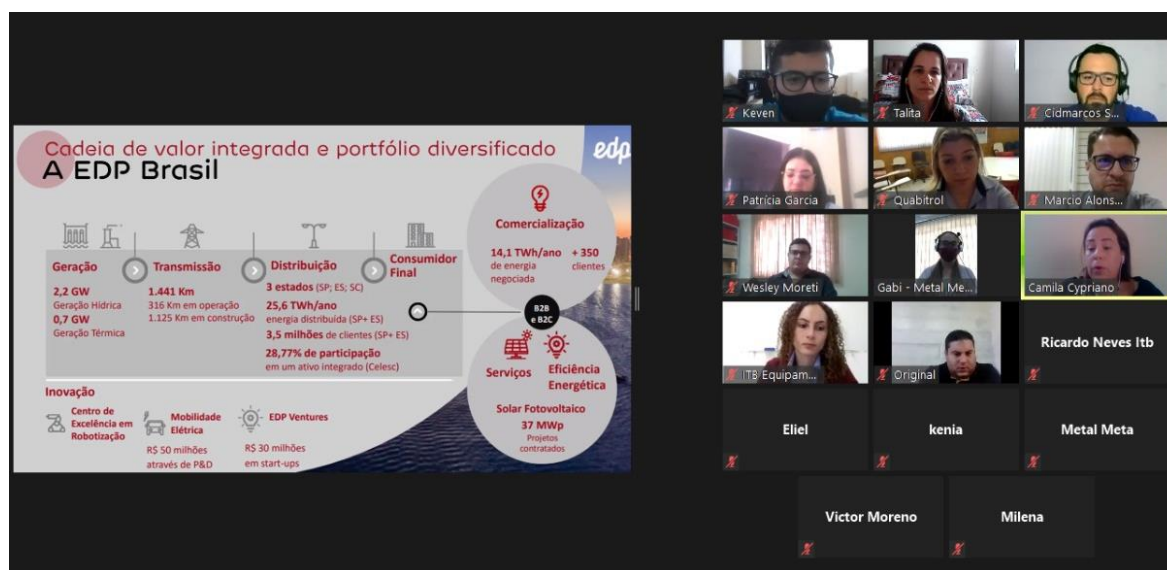 Cadeia de valor integrada e portfólio diversificado
A EDP Brasil
edp
Geração
2,2 GW
Geração Hídrica
0,7 GW
Geração Térmica
Transmissão
1.441 Km
316 Km em operação
1.125 Km em construção
Distribuição
3 estados (SP; ES; SC)
25,6 TWh/ano
energia distribuída (SP+ ES)
3,5 milhões de clientes (SP+ ES)
28,77% de participação
em um ativo integrado (Celesc)
Consumidor
Final
Comercialização
14,1 TWh/ano
de energia
negociada
+ 350
clientes
B2B
e B2C
Serviços
Eficiência
Energética
Solar Fotovoltaico
37 MWp
Projetos
contratados
Inovação
Centro de
Excelência em
Robotização
Mobilidade
Elétrica
R$ 50 milhões
através de P&D
EDP Ventures
R$ 30 milhões
em start-ups
Keven
Talita
Cidmarcos S...
Patrícia Garcia
Quabitrol
Marcio Alons...
Wesley Moreti
Gabi - Metal Me...
Camila Cypriano
ITB Equipam...
Original
Ricardo Neves Itb
Eliel
kenia
Metal Meta
Victor Moreno
Milena